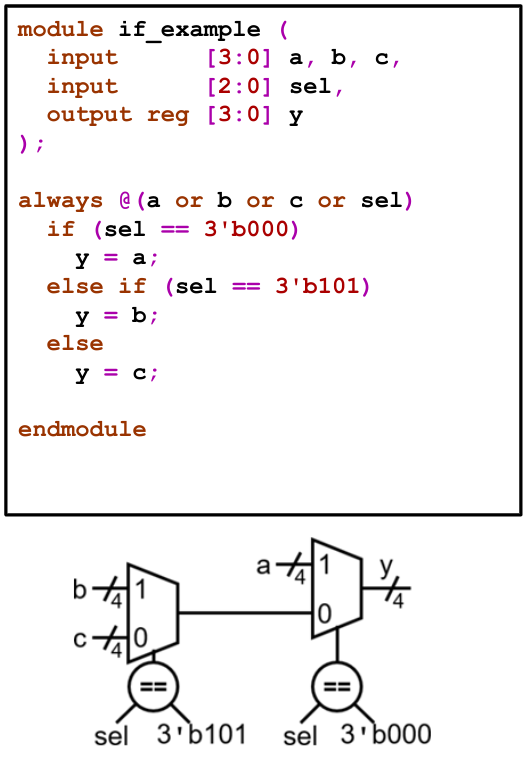 module if_example (
  input      [3:0] a, b, c,
  input      [2:0] sel,
  output reg [3:0] y
);

always @(a or b or c or sel)
  if (sel == 3'b000)
    y = a;
  else if (sel == 3'b101)
    y = b;
  else
    y = c;

endmodule

a 4 1 y
b 4 1 4
0
c 4 0
== ==
sel 3'b101 sel 3'b000